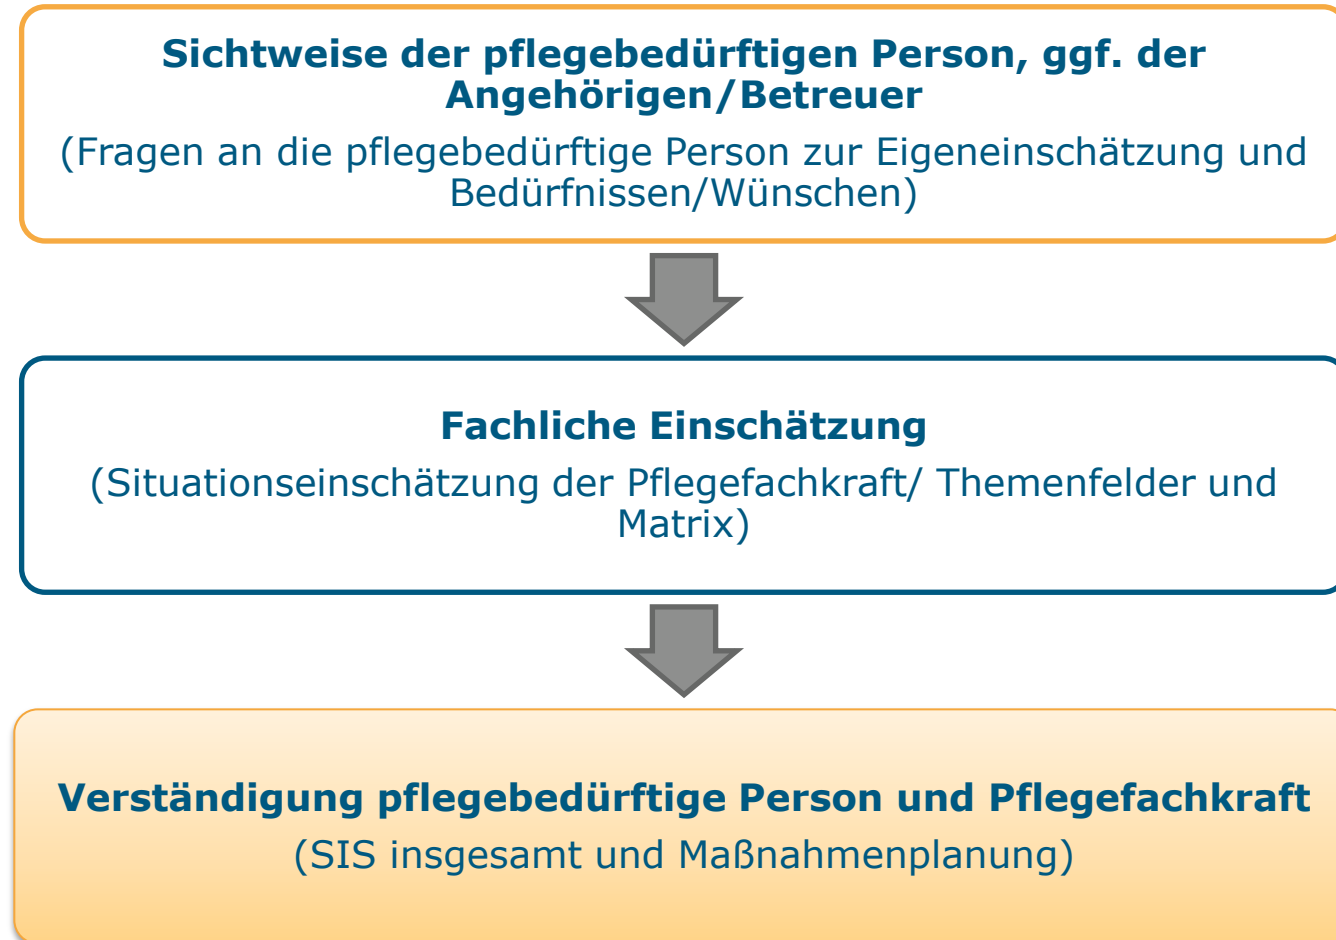 Sichtweise der pflegebedürftigen Person, ggf. der
Angehörigen/Betreuer
(Fragen an die pflegebedürftige Person zur Eigeneinschätzung und
Bedürfnissen/Wünschen)
Fachliche Einschätzung
(Situationseinschätzung der Pflegefachkraft/ Themenfelder und
Matrix)
Verständigung pflegebedürftige Person und Pflegefachkraft
(SIS insgesamt und Maßnahmenplanung)